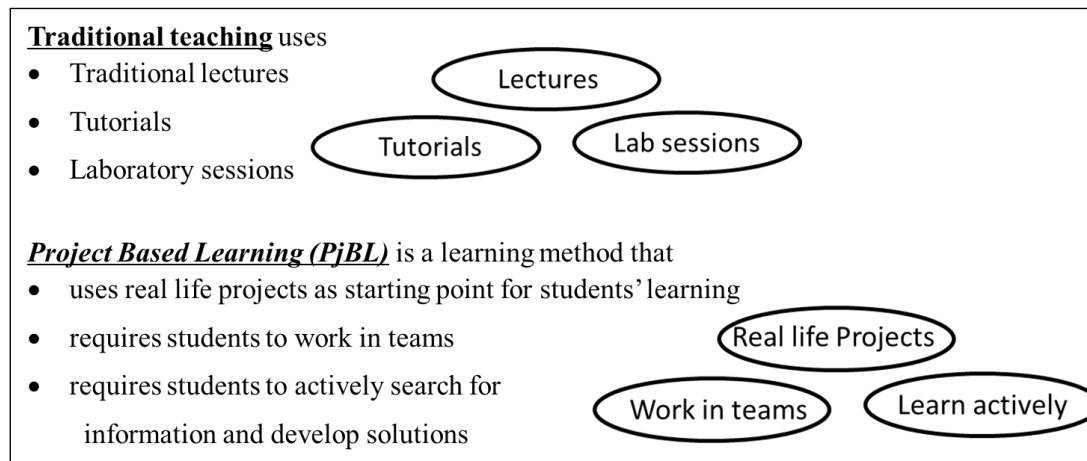 Traditional teaching uses
• Traditional lectures
• Tutorials
• Laboratory sessions
Lectures
Tutorials
Lab sessions
Project Based Learning (PjBL) is a learning method that
• uses real life projects as starting point for students’ learning
• requires students to work in teams
• requires students to actively search for
information and develop solutions
Real life Projects
Work in teams
Learn actively